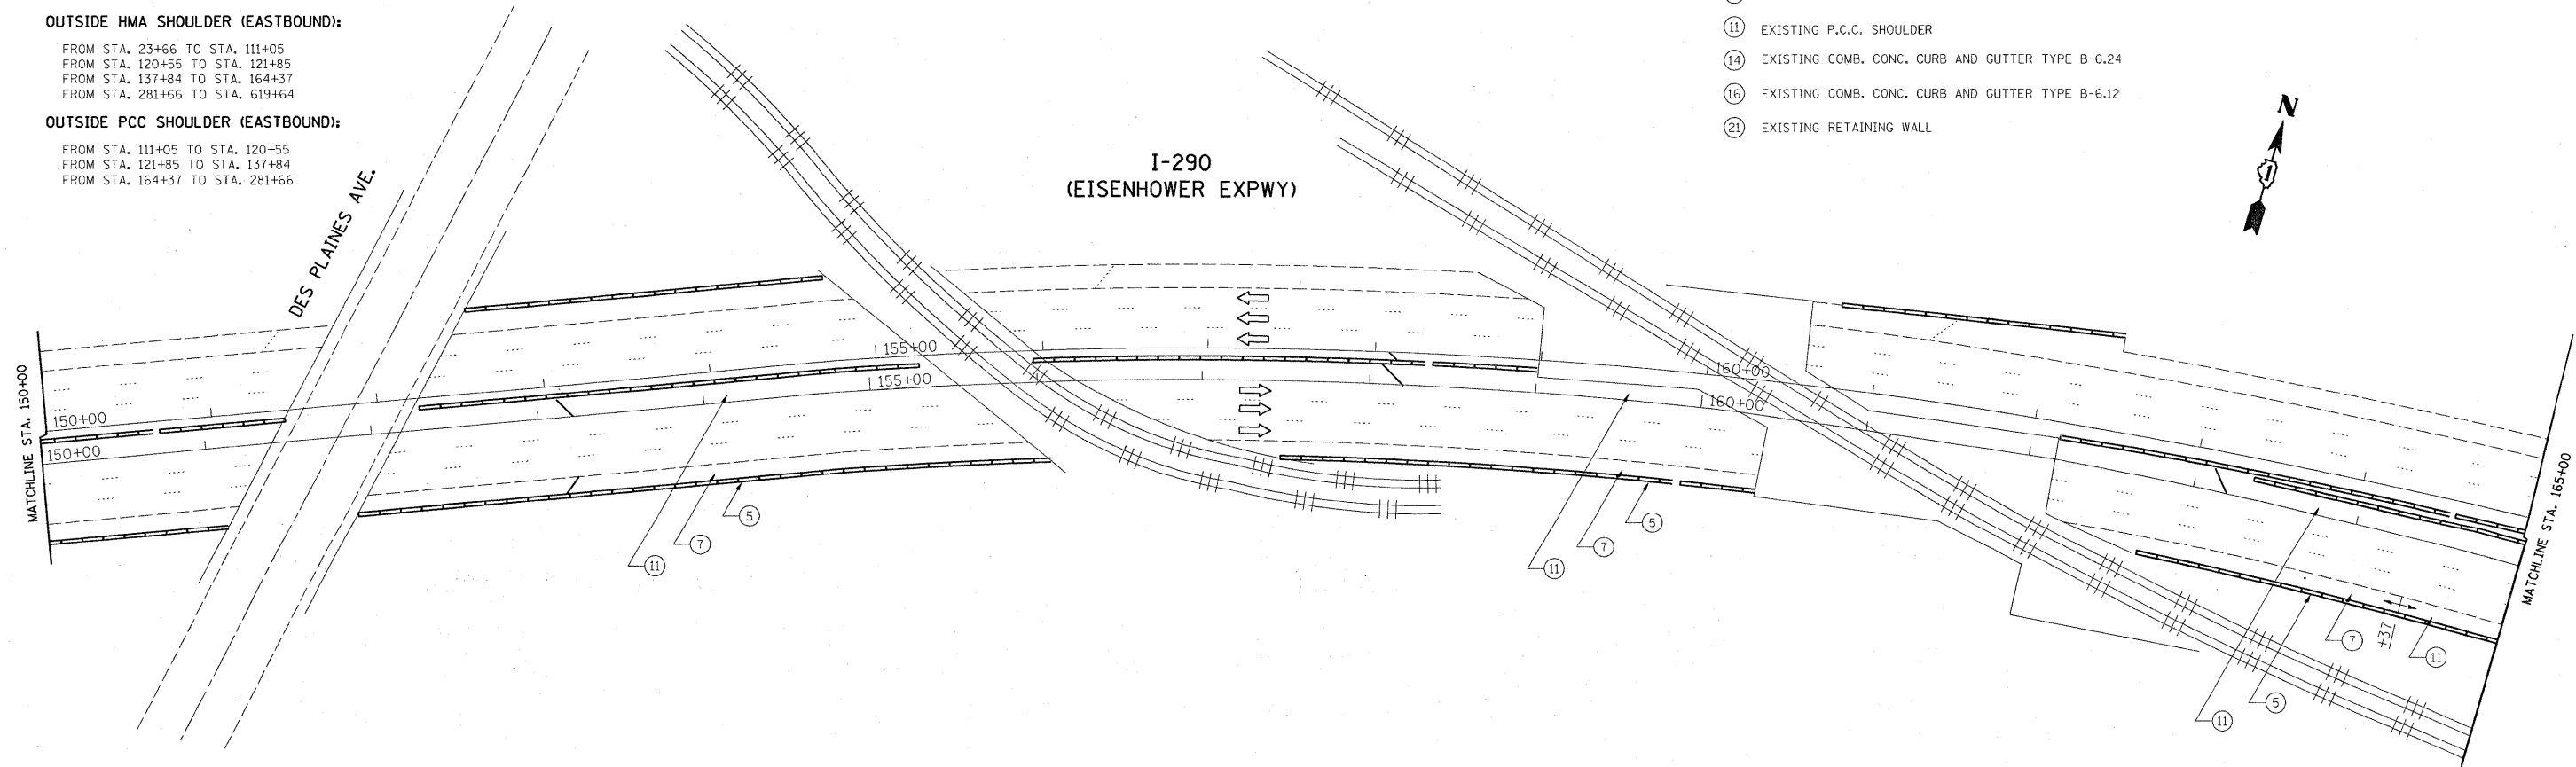 OUTSIDE HMA SHOULDER (EASTBOUND):
FROM STA. 23+66 TO STA. 111+05
FROM STA. 120+55 TO STA. 121+85
FROM STA. 137+84 TO STA. 164+37
FROM STA. 281+66 TO STA. 619+64
OUTSIDE PCC SHOULDER (EASTBOUND):
FROM STA. 111+05 TO STA. 120+55
FROM STA. 121+85 TO STA. 137+84
FROM STA. 164+37 TO STA. 281+66
11 EXISTING P.C.C. SHOULDER
14 EXISTING COMB. CONC. CURB AND GUTTER TYPE B-6.24
16 EXISTING COMB. CONC. CURB AND GUTTER TYPE B-6.12
21 EXISTING RETAINING WALL
N
1
I-290
(EISENHOWER EXPWY)
DES PLAINES AVE.
MATCHLINE STA. 150+00
150+00
150+00
155+00
155+00
160+00
160+00
MATCHLINE STA. 165+00
5
7
11
5
7
11
+37
7
11
5
11